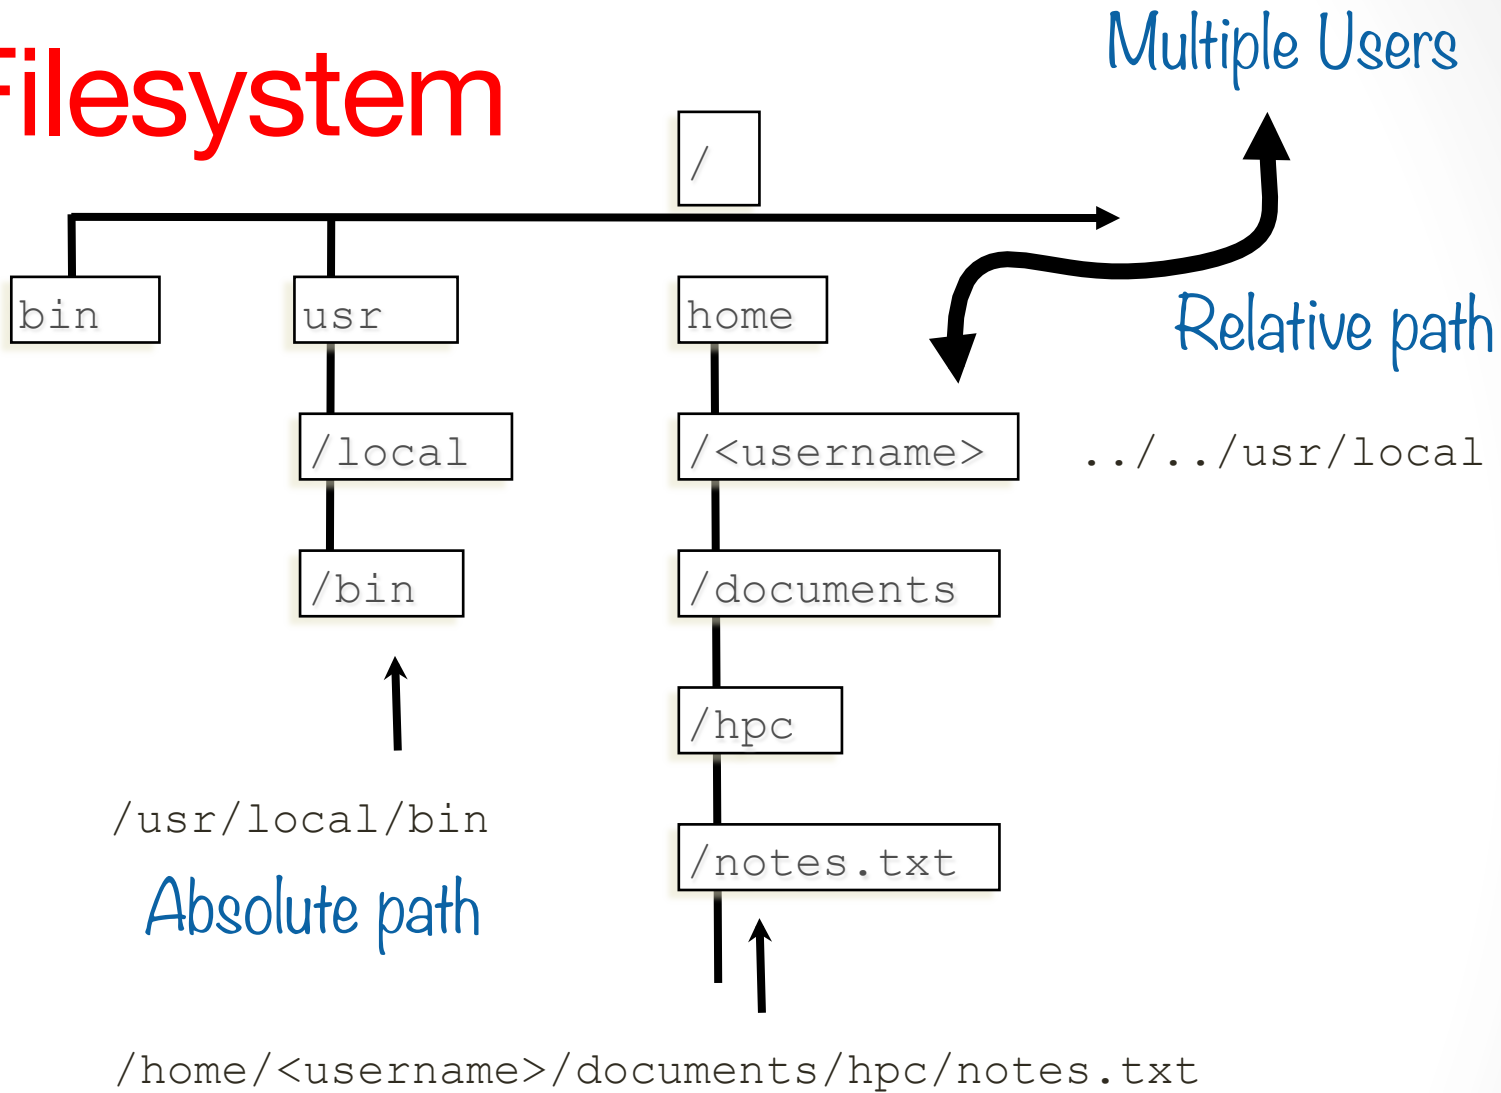 Filesystem
Multiple Users
/
bin
usr
home
Relative path
/local
/<username>
../../usr/local
/bin
/documents
/hpc
/usr/local/bin
/notes.txt
Absolute path
/home/<username>/documents/hpc/notes.txt